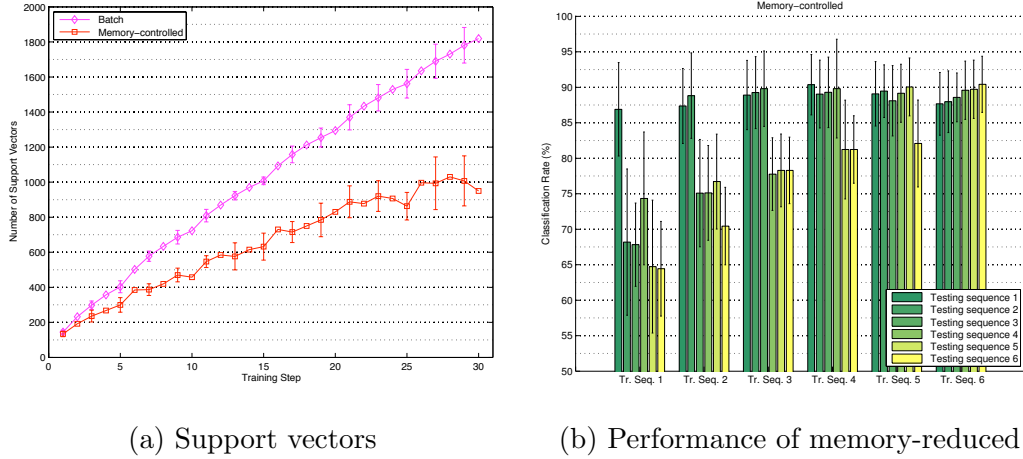 Batch
Memory-controlled
2000
1800
1600
1400
1200
1000
800
600
400
200
0
Number of Support Vectors
0 5 10 15 20 25 30
Training Step
(a) Support vectors
Memory-controlled
100
95
90
85
80
75
70
65
60
55
50
Classification Rate (%)
Testing sequence 1
Testing sequence 2
Testing sequence 3
Testing sequence 4
Testing sequence 5
Testing sequence 6
Tr. Seq. 1 Tr. Seq. 2 Tr. Seq. 3 Tr. Seq. 4 Tr. Seq. 5 Tr. Seq. 6
(b) Performance of memory-reduced